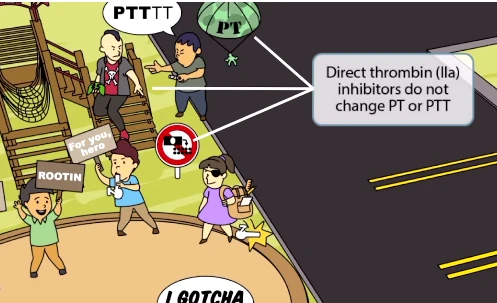 PTTTT
PT
Direct thrombin (IIa)
inhibitors do not
change PT or PTT
For you,
hero
ROOTIN
I GOTCHA